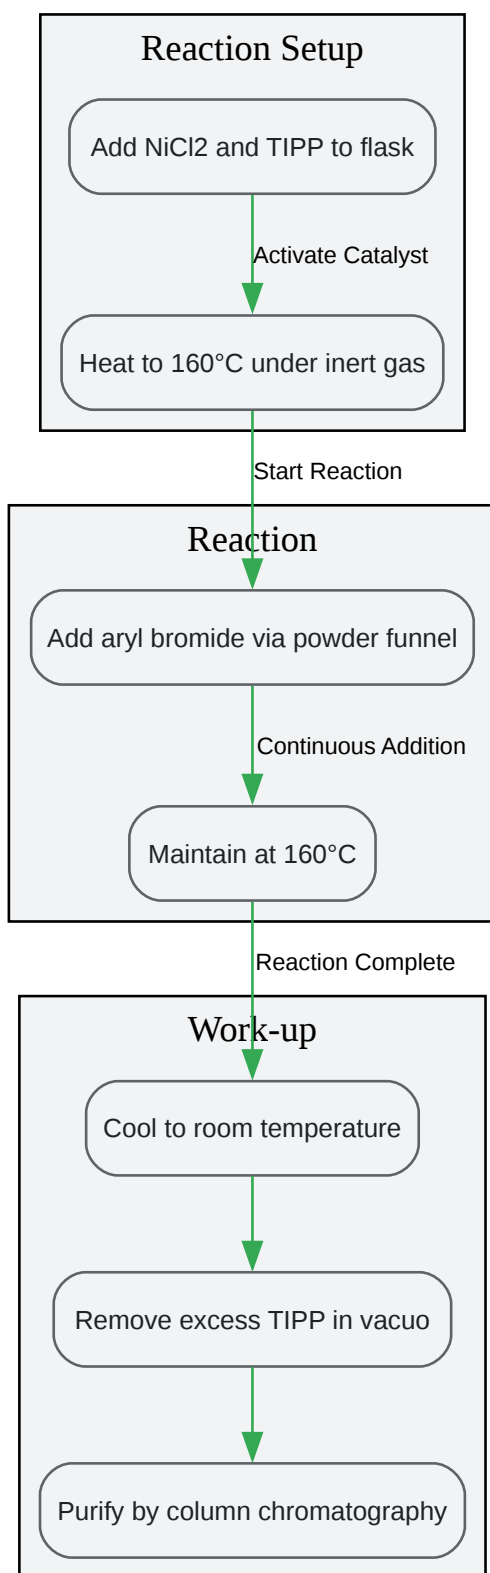 Reaction Setup
Add NiCl2 and TIPP to flask
Activate Catalyst
Heat to 160°C under inert gas
Start Reaction
Reaction
Add aryl bromide via powder funnel
Continuous Addition
Maintain at 160°C
Reaction Complete
Work-up
Cool to room temperature
Remove excess TIPP in vacuo
Purify by column chromatography